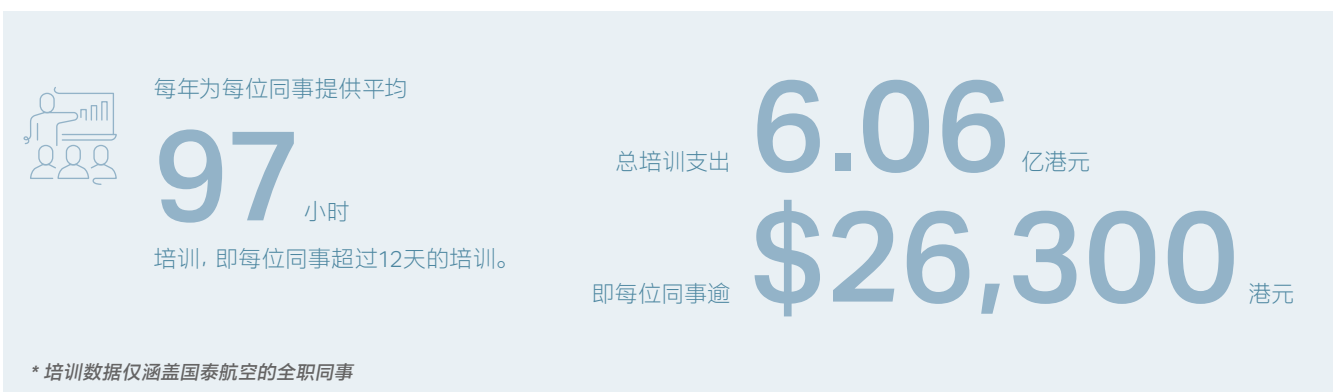 每年为每位同事提供平均
97 小时
培训, 即每位同事超过12天的培训。
总培训支出 6.06 亿港元
即每位同事逾 $26,300 港元
* 培训数据仅涵盖国泰航空的全职同事